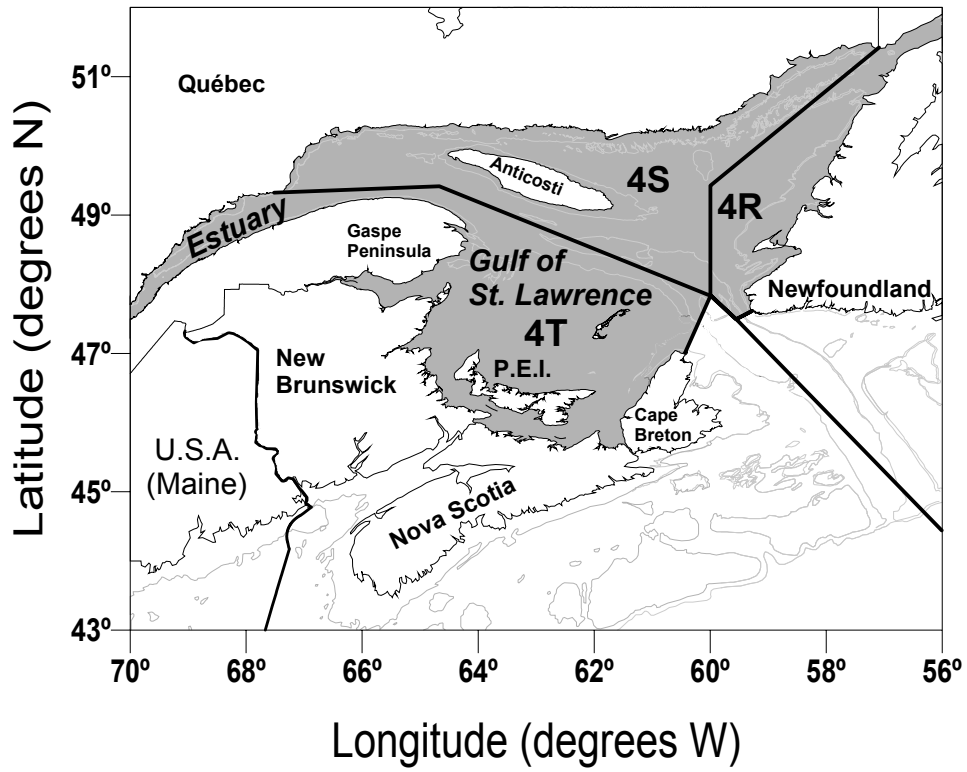 51º
Québec
Anticosti
4S
49º
4R
Estuary
Gaspe
Peninsula
Gulf of
St. Lawrence
Newfoundland
4T
47º
New
Brunswick
P.E.I.
Cape
Breton
U.S.A.
(Maine)
45º
Nova Scotia
43º
70º 68º 66º 64º 62º 60º 58º 56º
Longitude (degrees W)
Latitude (degrees N)